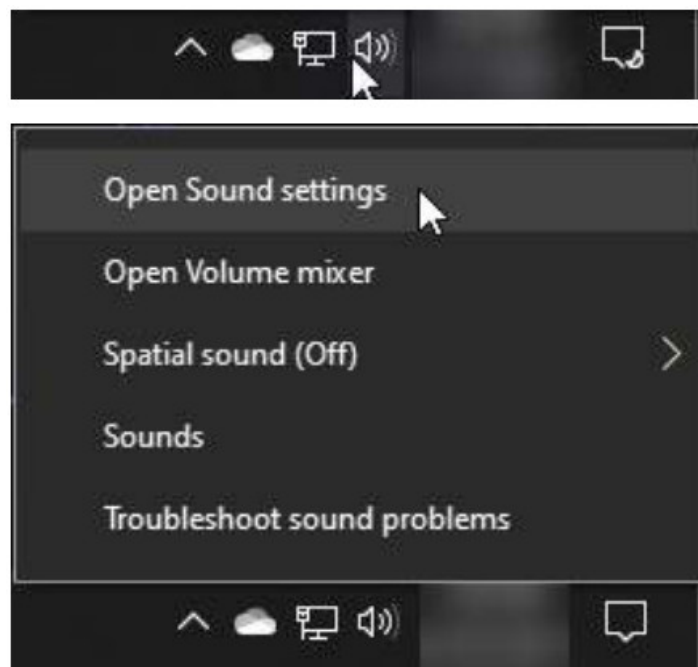 Open Sound settings
Open Volume mixer
Spatial sound (Off)
Sounds
Troubleshoot sound problems